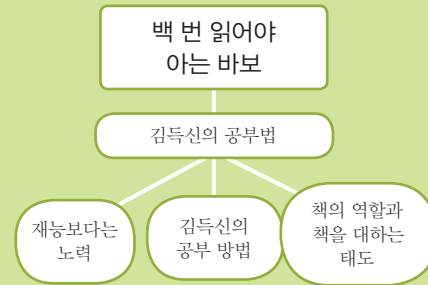 백 번 읽어야
아는 바보
김득신의 공부법
재능보다는
노력
김득신의
공부 방법
책의 역할과
책을 대하는
태도